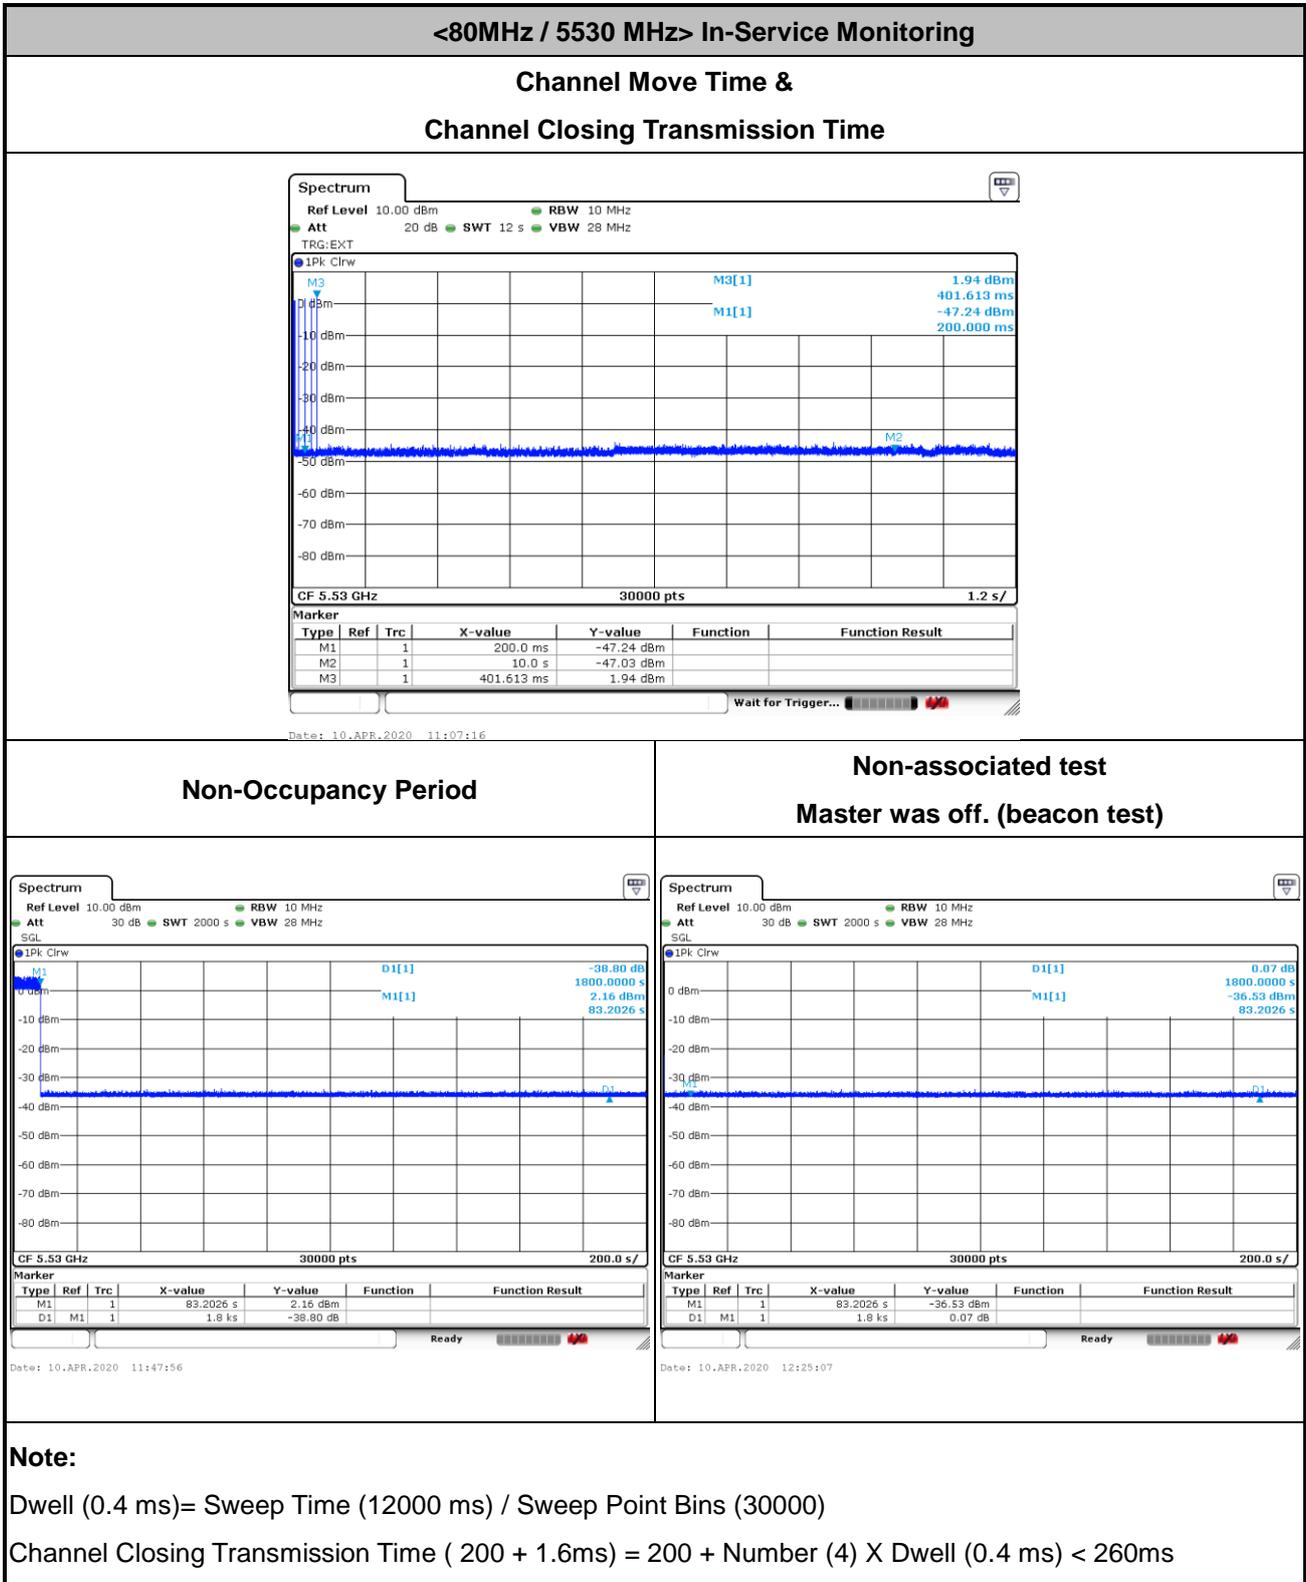 <80MHz / 5530 MHz> In-Service Monitoring
Channel Move Time &
Channel Closing Transmission Time
Spectrum
Ref Level 10.00 dBm RBW 10 MHz
Att 20 dB SWT 12 s VBW 28 MHz
TRG:EXT
1Pk Clrw
M3 M3[1] 1.94 dBm
401.613 ms
0 dBm M1[1] -47.24 dBm
200.000 ms
-10 dBm
-20 dBm
-30 dBm
-40 dBm
M1 M2
-50 dBm
-60 dBm
-70 dBm
-80 dBm
CF 5.53 GHz 30000 pts 1.2 s/
Marker
Type Ref Trc X-value Y-value Function Function Result
M1 1 200.0 ms -47.24 dBm
M2 1 10.0 s -47.03 dBm
M3 1 401.613 ms 1.94 dBm
Wait for Trigger...
Date: 10.APR.2020 11:07:16
Non-Occupancy Period
Non-associated test
Master was off. (beacon test)
Spectrum
Ref Level 10.00 dBm RBW 10 MHz
Att 30 dB SWT 2000 s VBW 28 MHz
SGL
1Pk Clrw
M1 D1[1] -38.80 dB
1800.0000 s
0 dBm M1[1] 2.16 dBm
83.2026 s
-10 dBm
-20 dBm
-30 dBm
D1
-40 dBm
-50 dBm
-60 dBm
-70 dBm
-80 dBm
CF 5.53 GHz 30000 pts 200.0 s/
Marker
Type Ref Trc X-value Y-value Function Function Result
M1 1 83.2026 s 2.16 dBm
D1 M1 1 1.8 ks -38.80 dB
Ready
Date: 10.APR.2020 11:47:56
Spectrum
Ref Level 10.00 dBm RBW 10 MHz
Att 30 dB SWT 2000 s VBW 28 MHz
SGL
1Pk Clrw
D1[1] 0.07 dB
1800.0000 s
0 dBm M1[1] -36.53 dBm
83.2026 s
-10 dBm
-20 dBm
-30 dBm
M1 D1
-40 dBm
-50 dBm
-60 dBm
-70 dBm
-80 dBm
CF 5.53 GHz 30000 pts 200.0 s/
Marker
Type Ref Trc X-value Y-value Function Function Result
M1 1 83.2026 s -36.53 dBm
D1 M1 1 1.8 ks 0.07 dB
Ready
Date: 10.APR.2020 12:25:07
Note:
Dwell (0.4 ms)= Sweep Time (12000 ms) / Sweep Point Bins (30000)
Channel Closing Transmission Time ( 200 + 1.6ms) = 200 + Number (4) X Dwell (0.4 ms) < 260ms